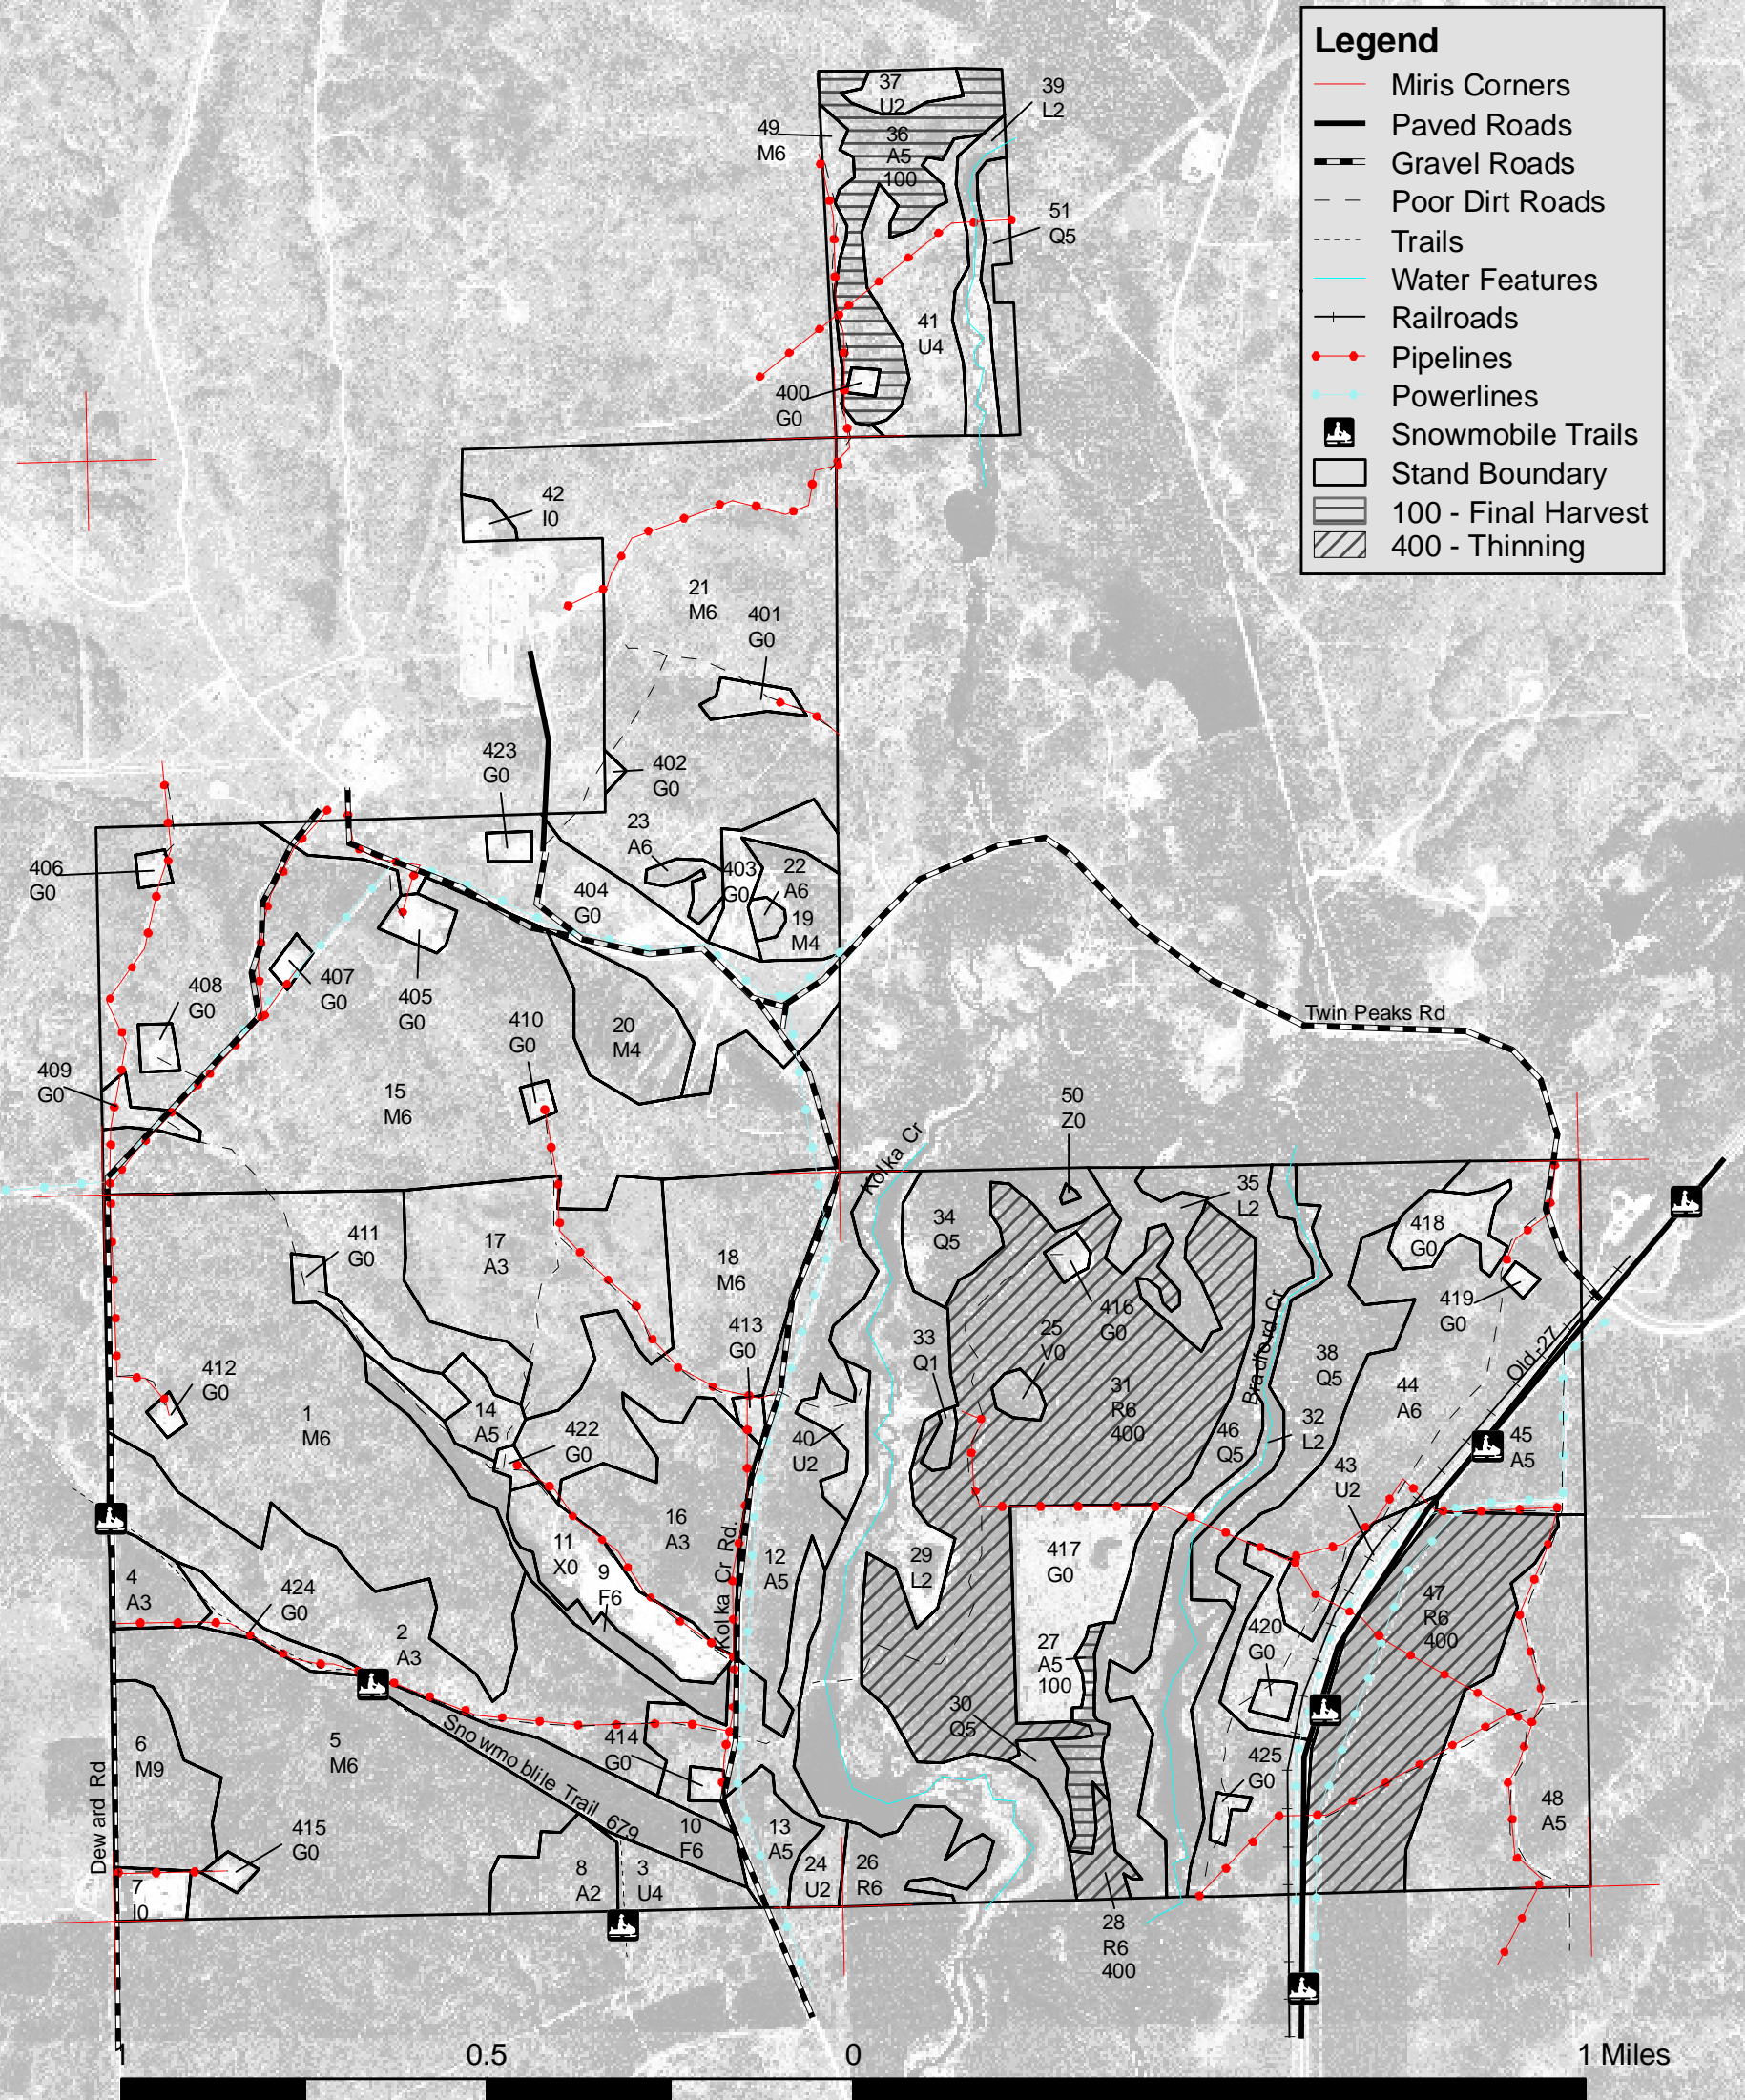 Legend
Miris Corners
Paved Roads
Gravel Roads
Poor Dirt Roads
Trails
Water Features
Railroads
Pipelines
Powerlines
Snowmobile Trails
Stand Boundary
100 - Final Harvest
400 - Thinning
37
U2
39
L2
49
M6
36
A5
100
51
Q5
41
U4
400
G0
42
I0
21
M6
401
G0
423
G0
402
G0
23
A6
403
G0
22
A6
406
G0
404
G0
19
M4
407
G0
408
G0
405
G0
410
G0
20
M4
Twin Peaks Rd
409
G0
15
M6
50
Z0
Kolka Cr
35
L2
34
Q5
418
G0
411
G0
17
A3
18
M6
419
G0
416
G0
413
G0
33
Q1
25
V0
Bradford Cr
38
Q5
Old-27
412
G0
31
R6
400
44
A6
1
M6
14
A5
422
G0
40
U2
46
Q5
32
L2
45
A5
43
U2
16
A3
11
X0
9
F6
Kolka Cr Rd.
12
A5
29
L2
417
G0
4
A3
424
G0
47
R6
400
2
A3
420
G0
27
A5
100
30
Q5
Snowmoblile Trail 679
414
G0
6
M9
5
M6
425
G0
Deward Rd
48
A5
415
G0
10
F6
13
A5
8
A2
3
U4
24
U2
26
R6
7
I0
28
R6
400
1
0.5
0
1 Miles